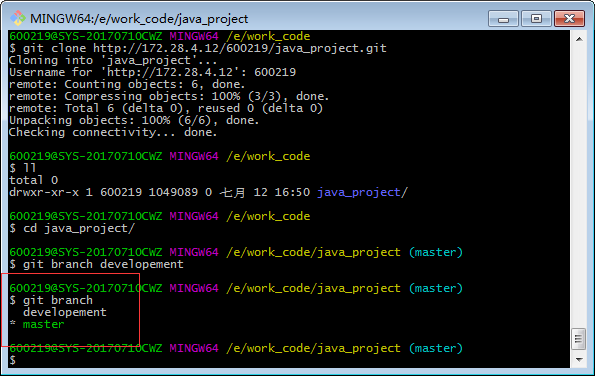 MINGW64:/e/work_code/java_project
600219@SYS-20170710CWZ MINGW64 /e/work_code
$ git clone http://172.28.4.12/600219/java_project.git
Cloning into 'java_project'...
Username for 'http://172.28.4.12': 600219
remote: Counting objects: 6, done.
remote: Compressing objects: 100% (3/3), done.
remote: Total 6 (delta 0), reused 0 (delta 0)
Unpacking objects: 100% (6/6), done.
Checking connectivity... done.
600219@SYS-20170710CWZ MINGW64 /e/work_code
$ ll
total 0
drwxr-xr-x 1 600219 1049089 0 七月 12 16:50 java_project/
600219@SYS-20170710CWZ MINGW64 /e/work_code
$ cd java_project/
600219@SYS-20170710CWZ MINGW64 /e/work_code/java_project (master)
$ git branch developement
600219@SYS-20170710CWZ MINGW64 /e/work_code/java_project (master)
$ git branch
developement
* master
600219@SYS-20170710CWZ MINGW64 /e/work_code/java_project (master)
$